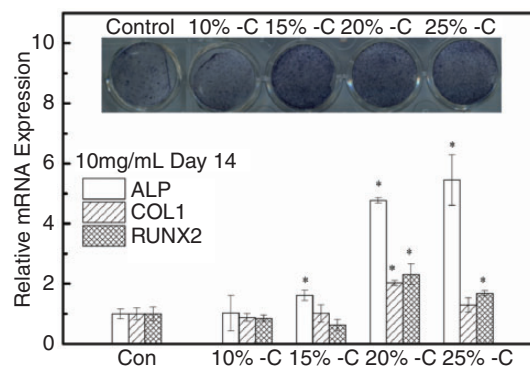 Control 10% -C 15% -C 20% -C 25% -C
10
8
6
4
2
0
Relative mRNA Expression
10mg/mL Day 14
ALP
COL1
RUNX2
*
* * *
* *
Con 10% -C 15% -C 20% -C 25% -C